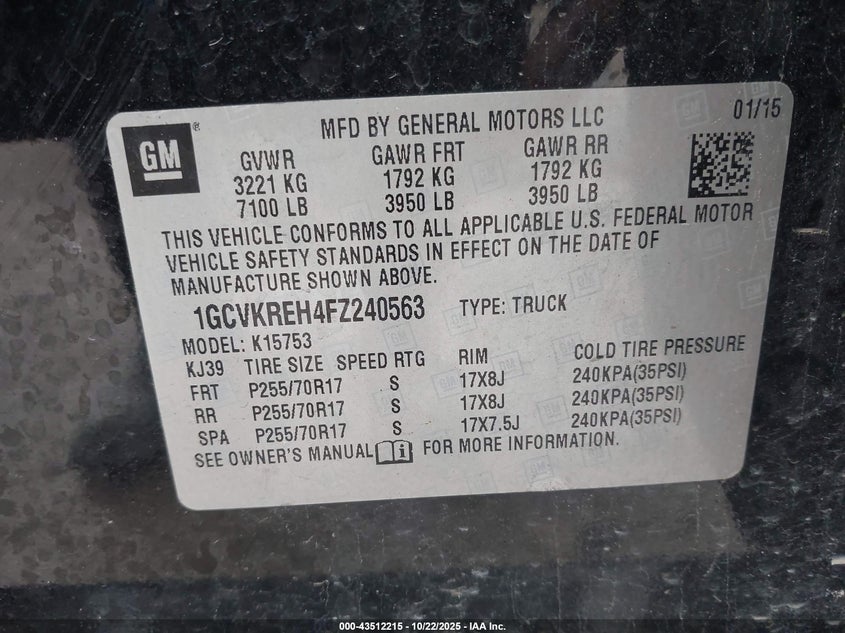 GM ®
MFD BY GENERAL MOTORS LLC
01/15
GVWR GAWR FRT GAWR RR
3221 KG 1792 KG 1792 KG
7100 LB 3950 LB 3950 LB
THIS VEHICLE CONFORMS TO ALL APPLICABLE U.S. FEDERAL MOTOR
VEHICLE SAFETY STANDARDS IN EFFECT ON THE DATE OF
MANUFACTURE SHOWN ABOVE.
1GCVKREH4FZ240563 TYPE: TRUCK
MODEL: K15753
KJ39 TIRE SIZE SPEED RTG RIM COLD TIRE PRESSURE
FRT P255/70R17 S 17X8J 240KPA(35PSI)
RR P255/70R17 S 17X8J 240KPA(35PSI)
SPA P255/70R17 S 17X7.5J 240KPA(35PSI)
SEE OWNER'S MANUAL FOR MORE INFORMATION.
000-43512215 - 10/22/2025 - IAA Inc.